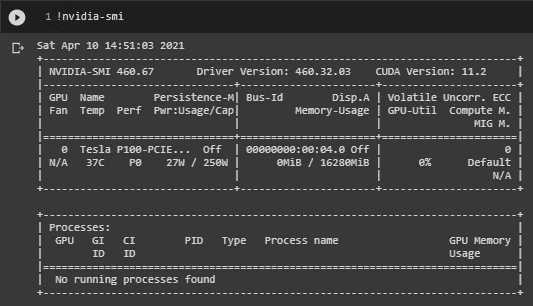 1 !nvidia-smi
Sat Apr 10 14:51:03 2021
+-----------------------------------------------------------------------------+
| NVIDIA-SMI 460.67       Driver Version: 460.32.03    CUDA Version: 11.2     |
|-------------------------------+----------------------+----------------------+
| GPU  Name        Persistence-M| Bus-Id        Disp.A | Volatile Uncorr. ECC |
| Fan  Temp  Perf  Pwr:Usage/Cap|         Memory-Usage | GPU-Util  Compute M. |
|                               |                      |               MIG M. |
|===============================+======================+======================|
|   0  Tesla P100-PCIE...  Off  | 00000000:00:04.0 Off |                    0 |
| N/A   37C    P0    27W / 250W |      0MiB / 16280MiB |      0%      Default |
|                               |                      |                  N/A |
+-------------------------------+----------------------+----------------------+
+-----------------------------------------------------------------------------+
| Processes:                                                                  |
|  GPU   GI   CI        PID   Type   Process name                  GPU Memory |
|        ID   ID                                                   Usage      |
|=============================================================================|
|  No running processes found                                                 |
+-----------------------------------------------------------------------------+